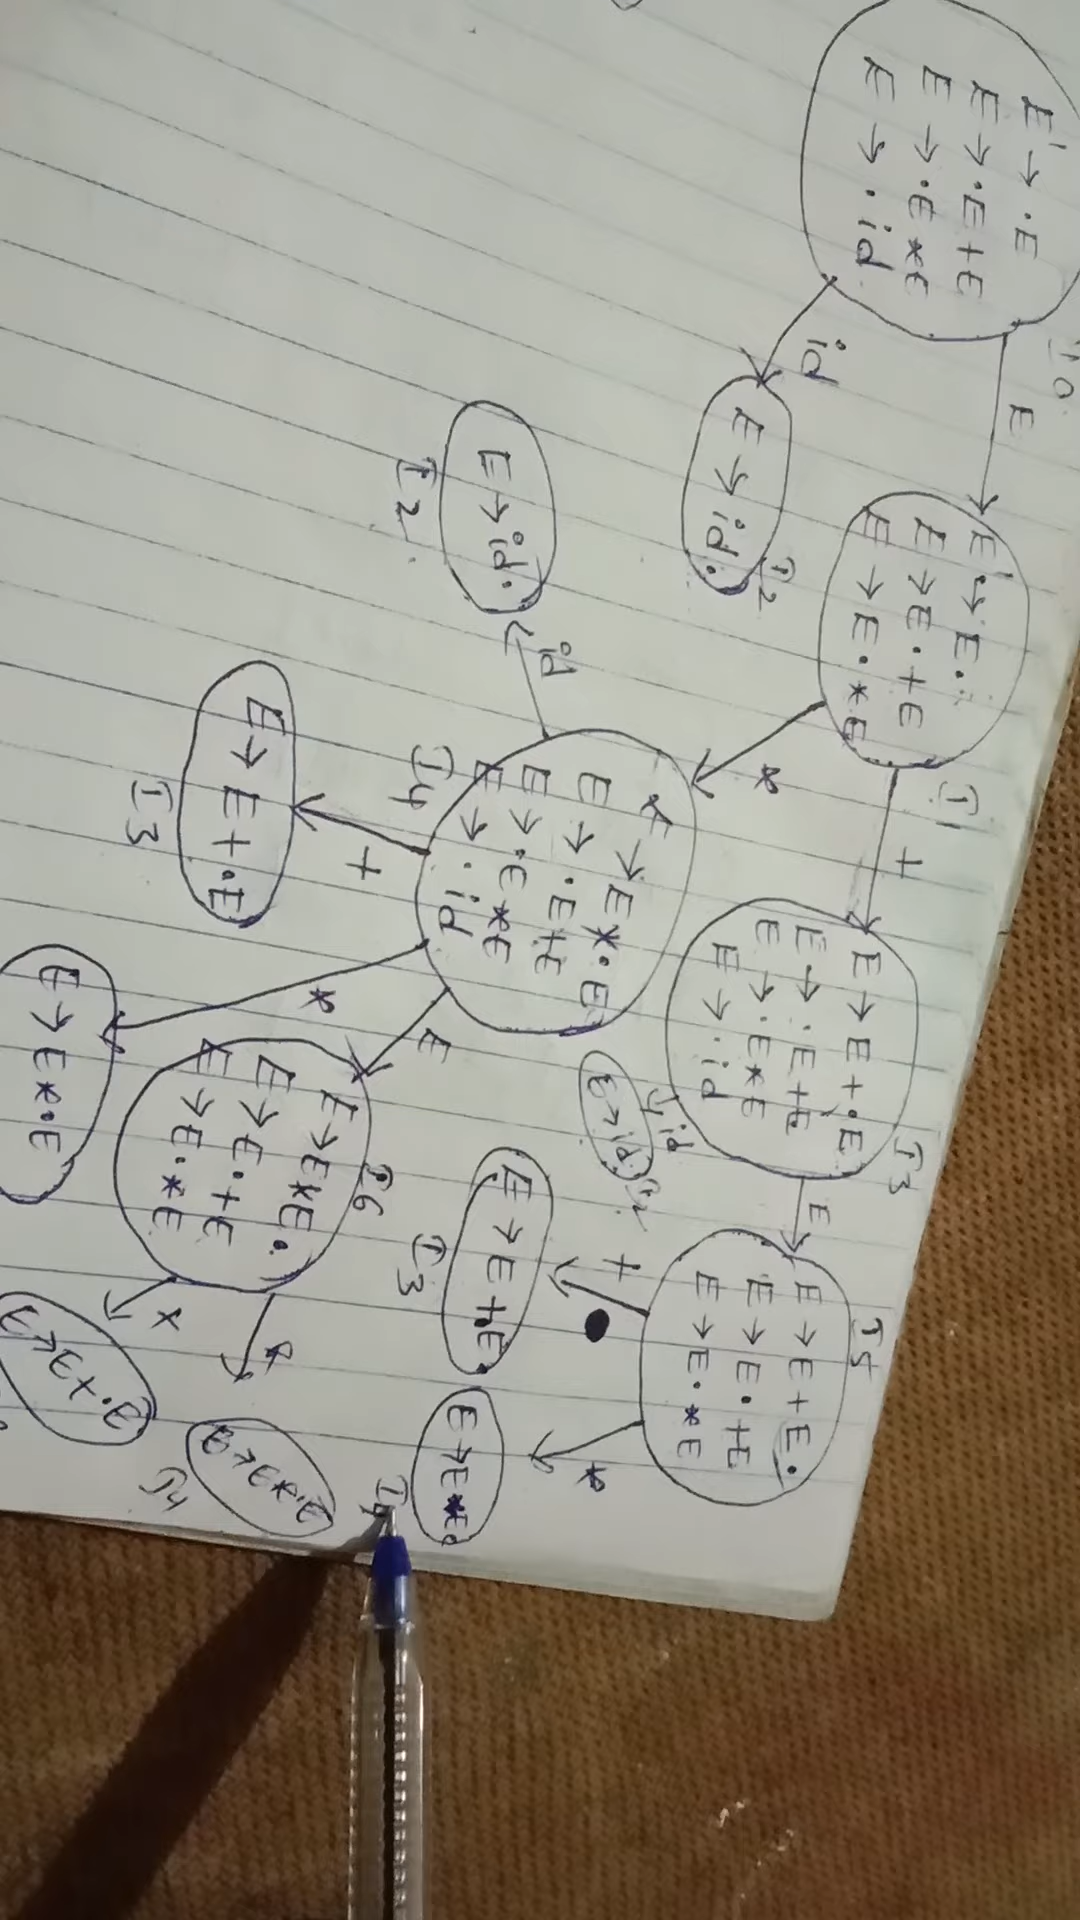 I0
E' → .E
E → .E+E
E → .E*E
E → .id
E
id
I1
E' → E.
E → E.+E
E → E.*E
E → id.
I2
+
*
I3
E → E+.E
E → .E+E
E → .E*E
E → .id
id
E → id.
I2
E
I5
E → E+E.
E → E.+E
E → E.*E
+
*
E → E+.E
I3
E → E*.E
I4
E → E*.E
E → .E+E
E → .E*E
E → .id
I4
id
E → id.
I2
+
E → E+.E
I3
*
E → E*.E
E
I6
E → E*E.
E → E.+E
E → E.*E
+
*
E → E+.E
E → E*.E
I4